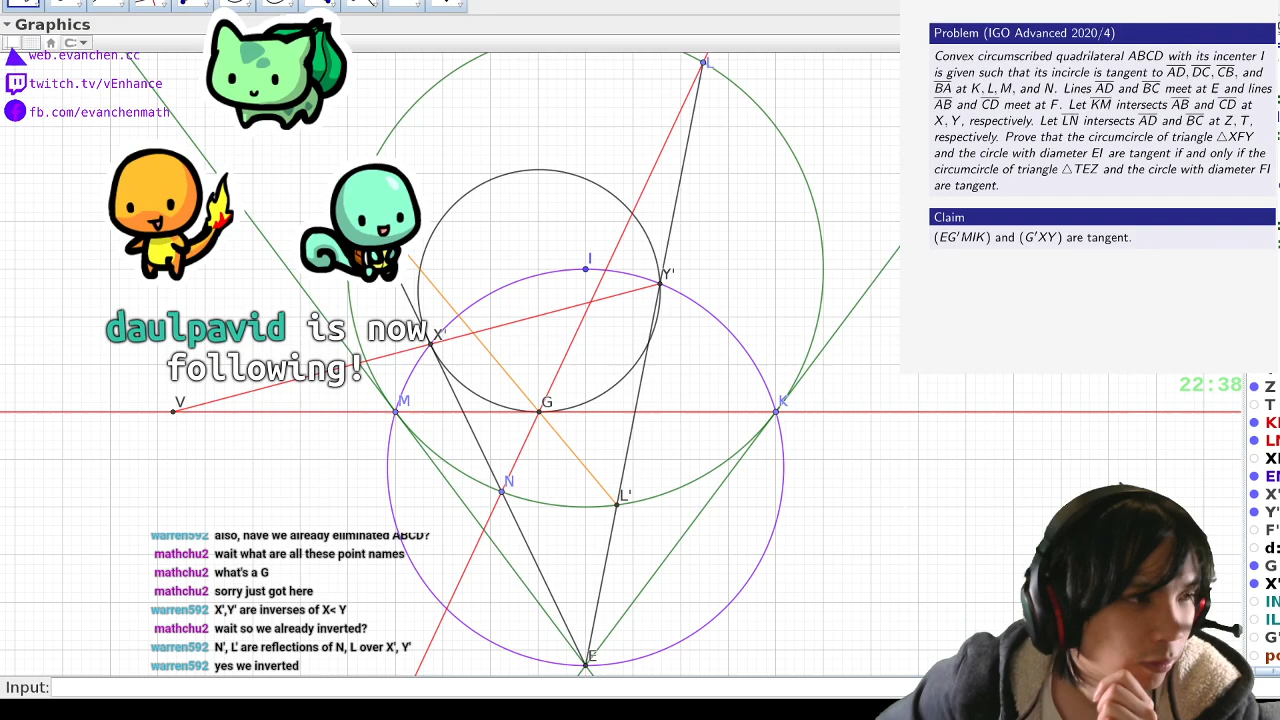 Graphics
web.evanchen.cc
twitch.tv/vEnhance
fb.com/evanchenmath
Problem (IGO Advanced 2020/4)
Convex circumscribed quadrilateral ABCD with its incenter I
is given such that its incircle is tangent to AD, DC, CB, and
BA at K, L, M, and N. Lines AD and BC meet at E and lines
AB and CD meet at F. Let KM intersects AB and CD at
X, Y, respectively. Let LN intersects AD and BC at Z, T,
respectively. Prove that the circumcircle of triangle △XFY
and the circle with diameter EI are tangent if and only if the
circumcircle of triangle △TEZ and the circle with diameter FI
are tangent.
Claim
(EG′MIK) and (G′XY) are tangent.
daulpavid is now
following!
I
Y'
X'
V
M
G
K
N
L'
E
warren592 also, have we already eliminated ABCD?
mathchu2 wait what are all these point names
mathchu2 what's a G
mathchu2 sorry just got here
warren592 X',Y' are inverses of X< Y
mathchu2 wait so we already inverted?
warren592 N', L' are reflections of N, L over X', Y'
warren592 yes we inverted
22:38
Z
T
X'
Y'
F'
d:
G
X'
G'
Input: